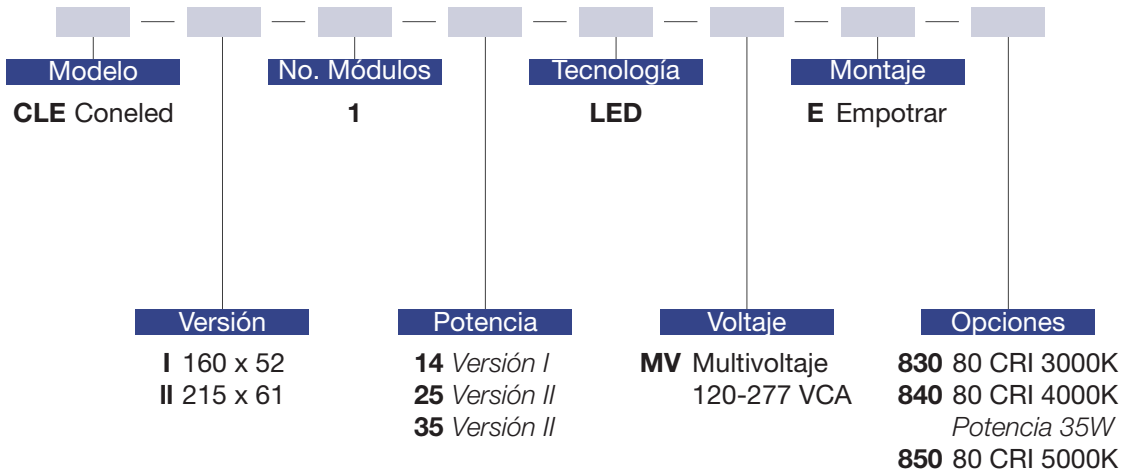 Modelo
No. Módulos
Tecnología
Montaje
CLE Coneled
1
LED
E Empotrar
Versión
Potencia
Voltaje
Opciones
I 160 x 52
II 215 x 61
14 Versión I
25 Versión II
35 Versión II
MV Multivoltaje
120-277 VCA
830 80 CRI 3000K
840 80 CRI 4000K
Potencia 35W
850 80 CRI 5000K